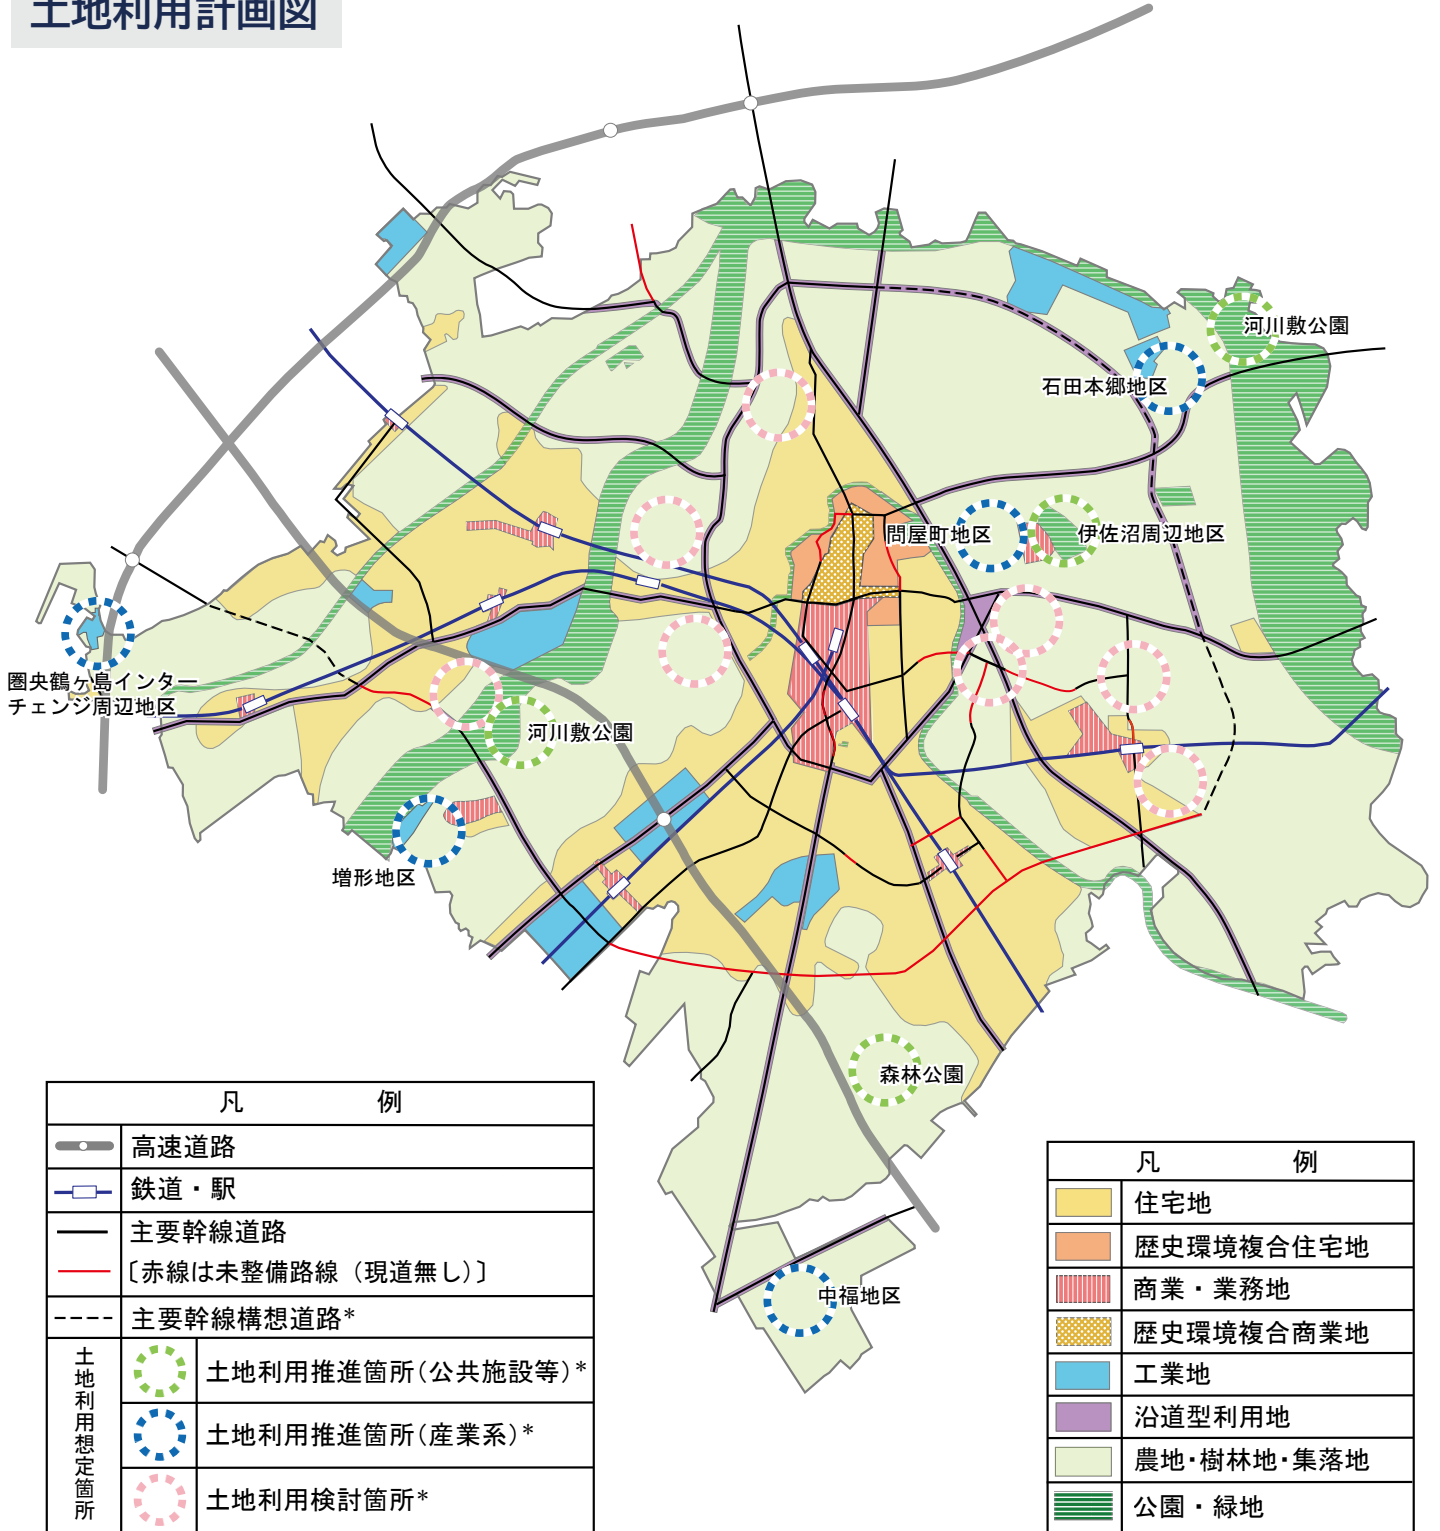 土地利用計画図
河川敷公園
石田本郷地区
問屋町地区
伊佐沼周辺地区
圏央鶴ヶ島インター
チェンジ周辺地区
河川敷公園
増形地区
森林公園
中福地区
凡 例
高速道路
鉄道・駅
主要幹線道路
〔赤線は未整備路線（現道無し）〕
主要幹線構想道路*
土地利用想定箇所
土地利用推進箇所(公共施設等)*
土地利用推進箇所(産業系)*
土地利用検討箇所*
凡 例
住宅地
歴史環境複合住宅地
商業・業務地
歴史環境複合商業地
工業地
沿道型利用地
農地・樹林地・集落地
公園・緑地